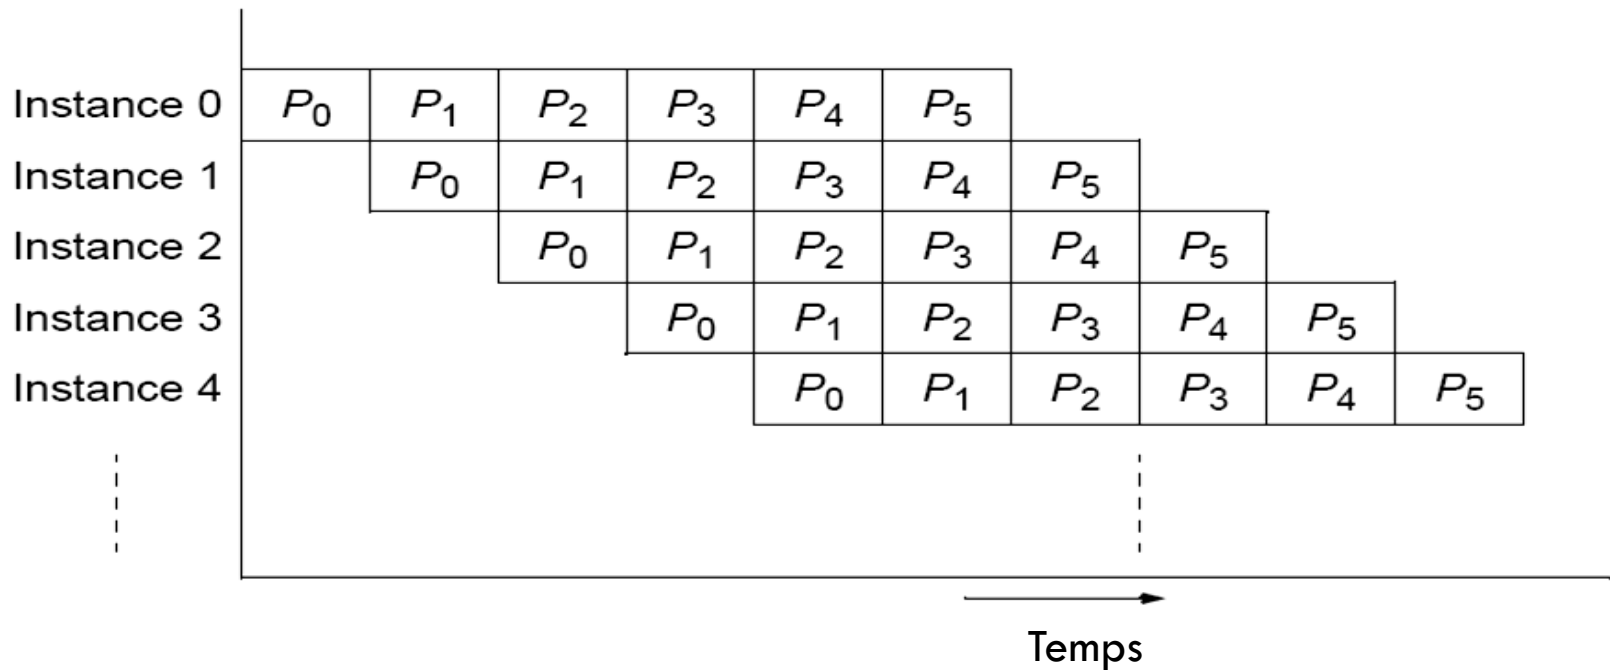 Instance 0 P0 P1 P2 P3 P4 P5
Instance 1 P0 P1 P2 P3 P4 P5
Instance 2 P0 P1 P2 P3 P4 P5
Instance 3 P0 P1 P2 P3 P4 P5
Instance 4 P0 P1 P2 P3 P4 P5
Temps